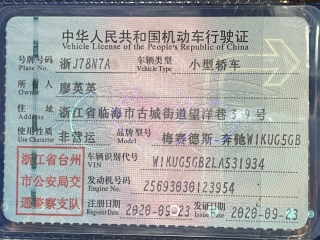 中华人民共和国机动车行驶证
Vehicle License of the People's Republic of China
号牌号码 浙J78N7A 车辆类型 小型轿车
Plate No. Vehicle Type
所有人 廖英英
Owner
住址 浙江省临海市古城街道望洋巷3 9号
Address
使用性质 非营运 品牌型号 梅赛德斯-奔驰W1KUG5GB
Use Character Model
浙江省台州市公安局交通警察支队
车辆识别代号 W1KUG5GB2LA531934
VIN
发动机号码 25693030123954
Engine No.
注册日期 2020-09-23 发证日期 2020-09-23
Register Date Issue Date